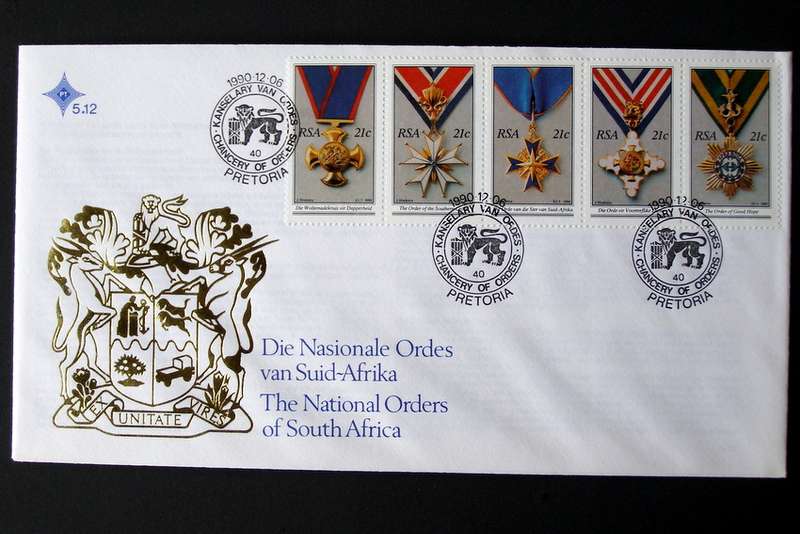 PT
5.12
1990·12·06
KANSELARY VAN ORDES
CHANCERY OF ORDERS
40
PRETORIA
RSA 21c
Die Woltemadekruis vir Dapperheid
RSA 21c
The Order of the Southern
RSA 21c
Orde van die Ster van Suid-Afrika
RSA 21c
Die Orde vir Voortreflike
RSA 21c
The Order of Good Hope
1990·12·06
KANSELARY VAN ORDES
CHANCERY OF ORDERS
40
PRETORIA
1990·12·06
KANSELARY VAN ORDES
CHANCERY OF ORDERS
40
PRETORIA
EX UNITATE VIRES
Die Nasionale Ordes
van Suid-Afrika
The National Orders
of South Africa